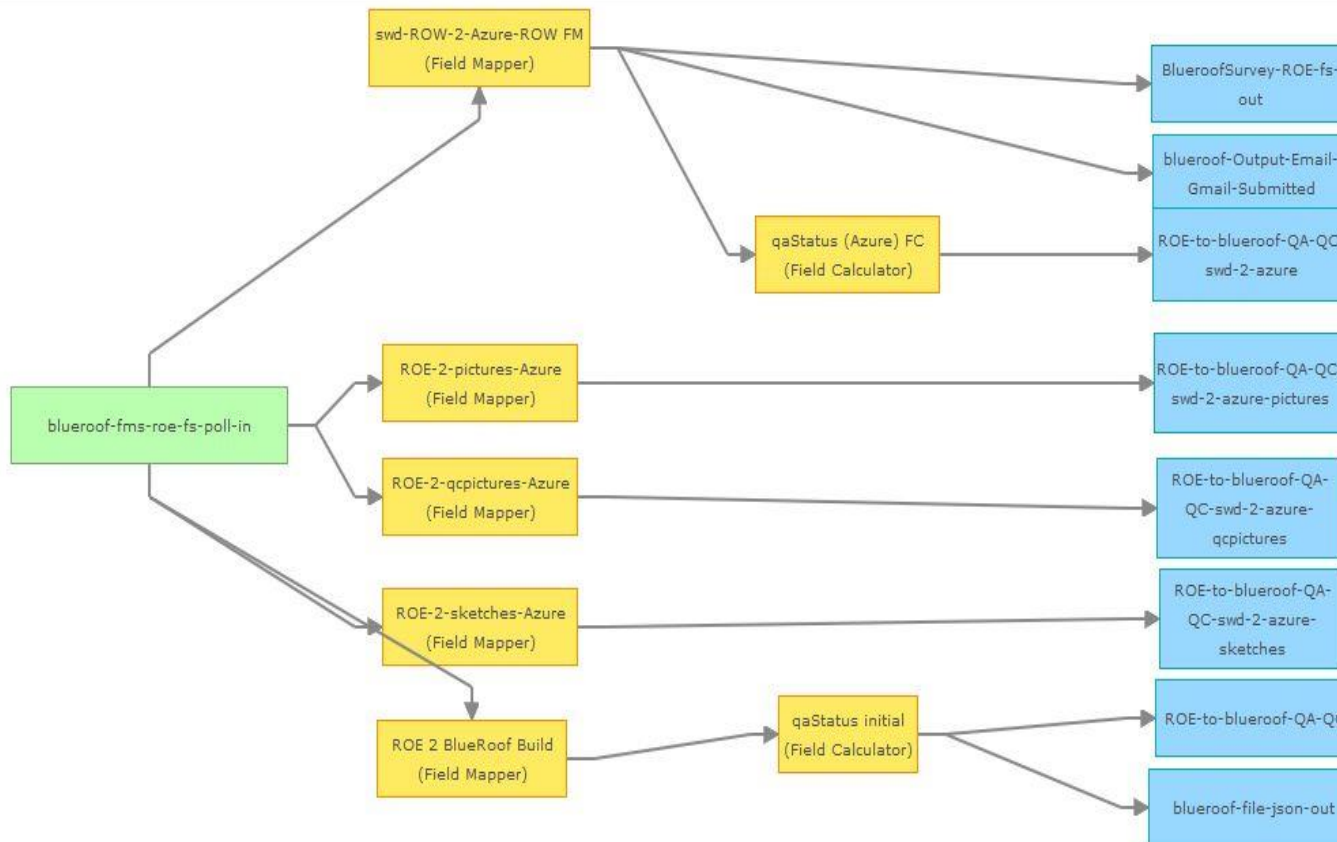 swd-ROW-2-Azure-ROW FM
(Field Mapper)
BlueroofSurvey-ROE-fs-
out
blueroof-Output-Email-
Gmail-Submitted
qaStatus (Azure) FC
(Field Calculator)
ROE-to-blueroof-QA-QC
swd-2-azure
ROE-2-pictures-Azure
(Field Mapper)
ROE-to-blueroof-QA-QC
swd-2-azure-pictures
blueroof-fms-roe-fs-poll-in
ROE-2-qcpictures-Azure
(Field Mapper)
ROE-to-blueroof-QA-
QC-swd-2-azure-
qcpictures
ROE-2-sketches-Azure
(Field Mapper)
ROE-to-blueroof-QA-
QC-swd-2-azure-
sketches
ROE 2 BlueRoof Build
(Field Mapper)
qaStatus initial
(Field Calculator)
ROE-to-blueroof-QA-QC
blueroof-file-json-out